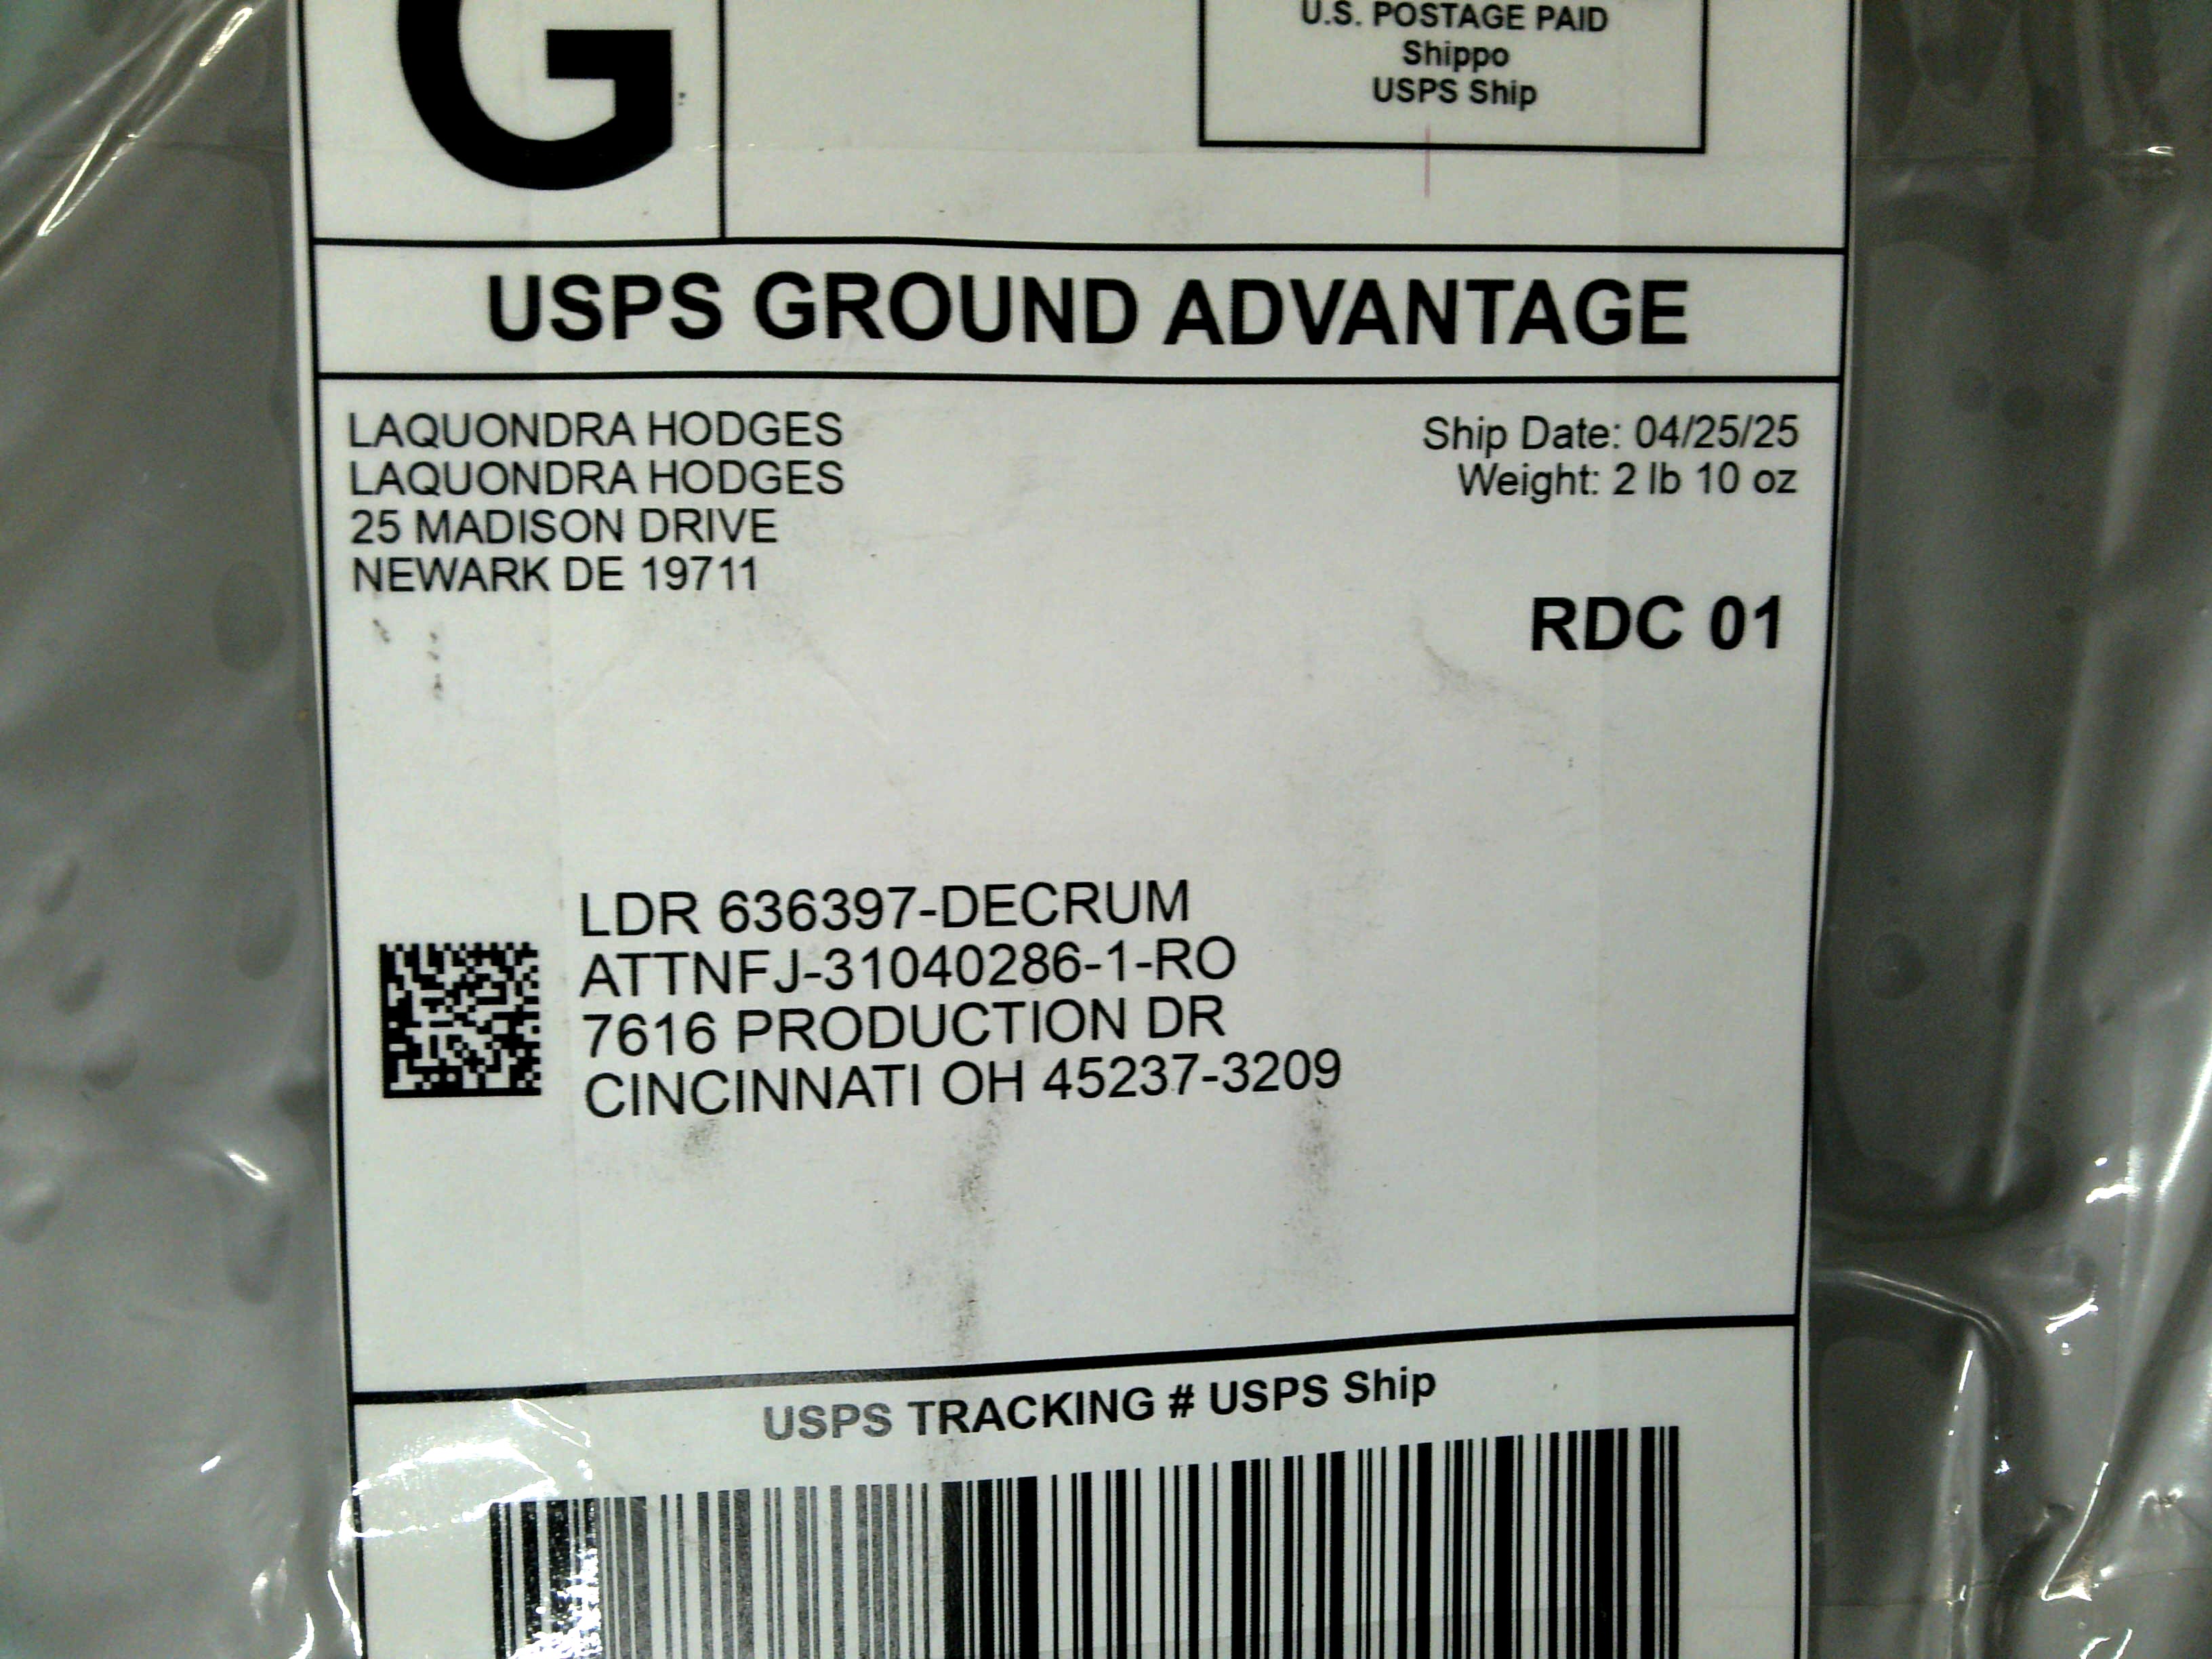 G
U.S. POSTAGE PAID
Shippo
USPS Ship
USPS GROUND ADVANTAGE
LAQUONDRA HODGES
LAQUONDRA HODGES
25 MADISON DRIVE
NEWARK DE 19711
Ship Date: 04/25/25
Weight: 2 lb 10 oz
RDC 01
LDR 636397-DECRUM
ATTNFJ-31040286-1-RO
7616 PRODUCTION DR
CINCINNATI OH 45237-3209
USPS TRACKING # USPS Ship